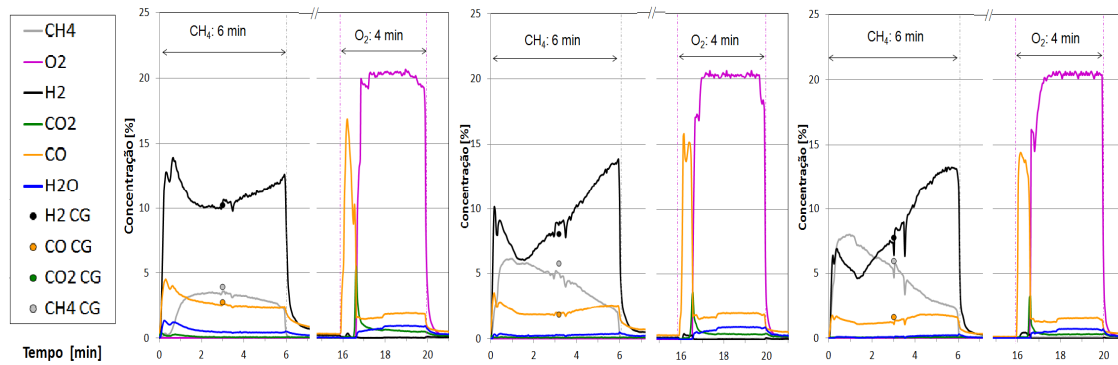 CH4
O2
H2
CO2
CO
H2O
H2 CG
CO CG
CO2 CG
CH4 CG
Tempo [min]
Concentração [%]
25
20
15
10
5
0
//
CH₄: 6 min
O₂: 4 min
0 2 4 6 16 18 20
Concentração [%]
25
20
15
10
5
0
//
CH₄: 6 min
O₂: 4 min
0 2 4 6 16 18 20
Concentração [%]
25
20
15
10
5
0
//
CH₄: 6 min
O₂: 4 min
0 2 4 6 16 18 20